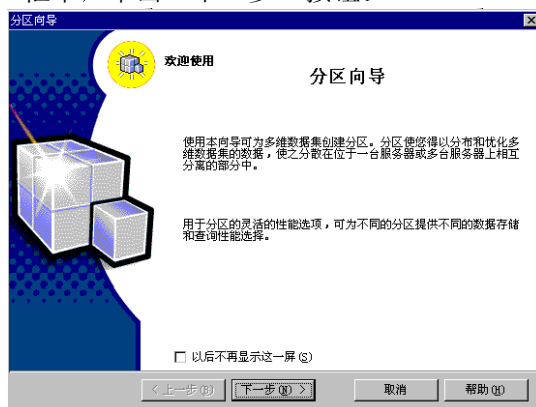 分区向导
欢迎使用
分区向导
使用本向导可为多维数据集创建分区。分区使您得以分布和优化多
维数据集的数据，使之分散在位于一台服务器或多台服务器上相互
分离的部分中。
用于分区的灵活的性能选项，可为不同的分区提供不同的数据存储
和查询性能选择。
以后不再显示这一屏(S)
< 上一步(B) 下一步(N) > 取消 帮助(H)